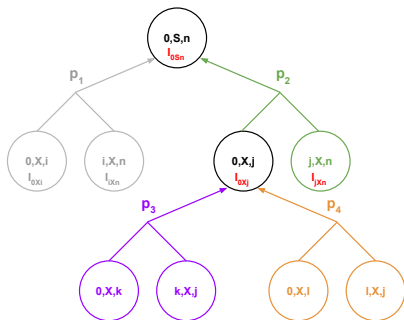 0,S,n
I0Sn
p1
p2
0,X,i
I0Xi
i,X,n
IiXn
0,X,j
I0Xj
j,X,n
IjXn
p3
p4
0,X,k
k,X,j
0,X,l
l,X,j